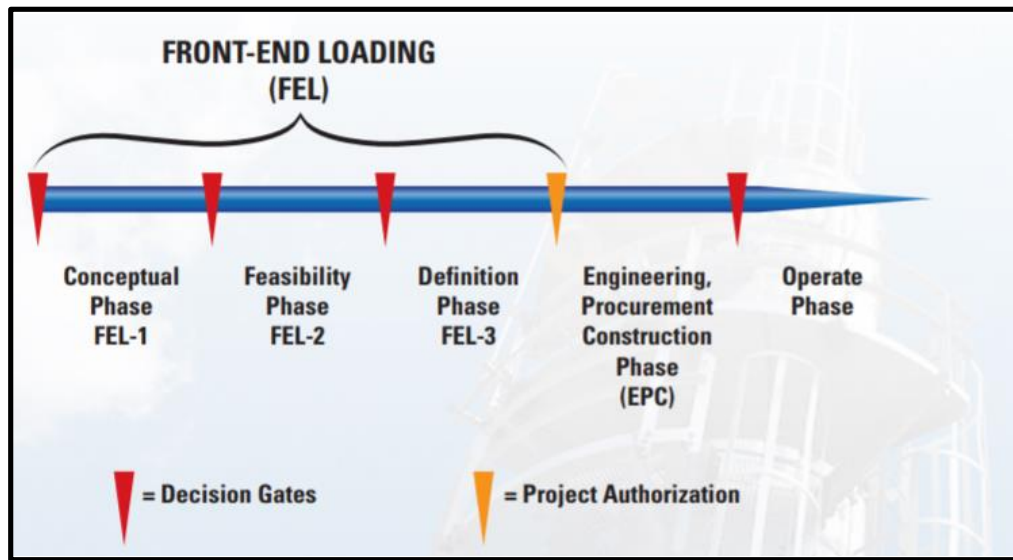 FRONT-END LOADING
(FEL)
Conceptual
Phase
FEL-1
Feasibility
Phase
FEL-2
Definition
Phase
FEL-3
Engineering,
Procurement
Construction
Phase
(EPC)
Operate
Phase
= Decision Gates
= Project Authorization